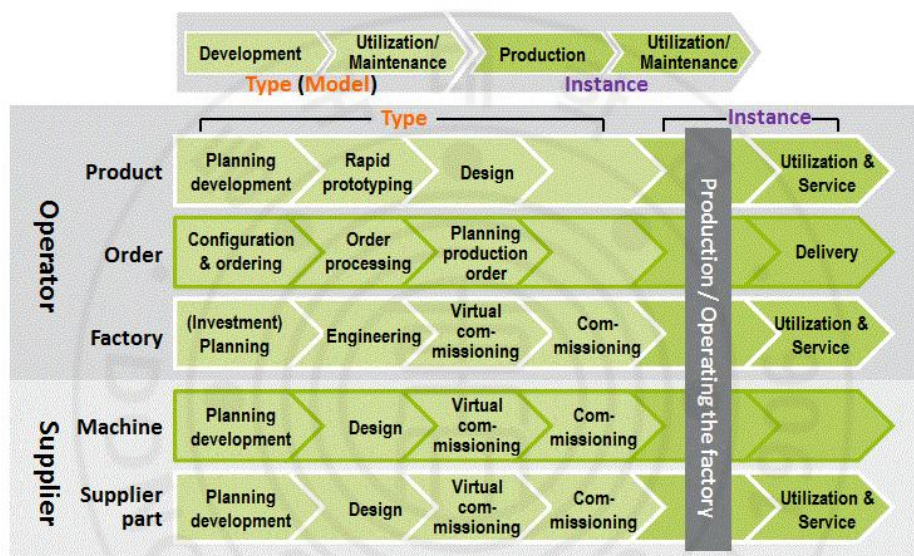 Development
Utilization/
Maintenance
Production
Utilization/
Maintenance
Type (Model)
Instance
Type
Instance
Operator
Product
Planning
development
Rapid
prototyping
Design
Utilization &
Service
Order
Configuration
& ordering
Order
processing
Planning
production
order
Delivery
Factory
(Investment)
Planning
Engineering
Virtual
com-
missioning
Com-
missioning
Utilization &
Service
Production / Operating the factory
Supplier
Machine
Planning
development
Design
Virtual
com-
missioning
Com-
missioning
Supplier
part
Planning
development
Design
Virtual
com-
missioning
Com-
missioning
Utilization &
Service